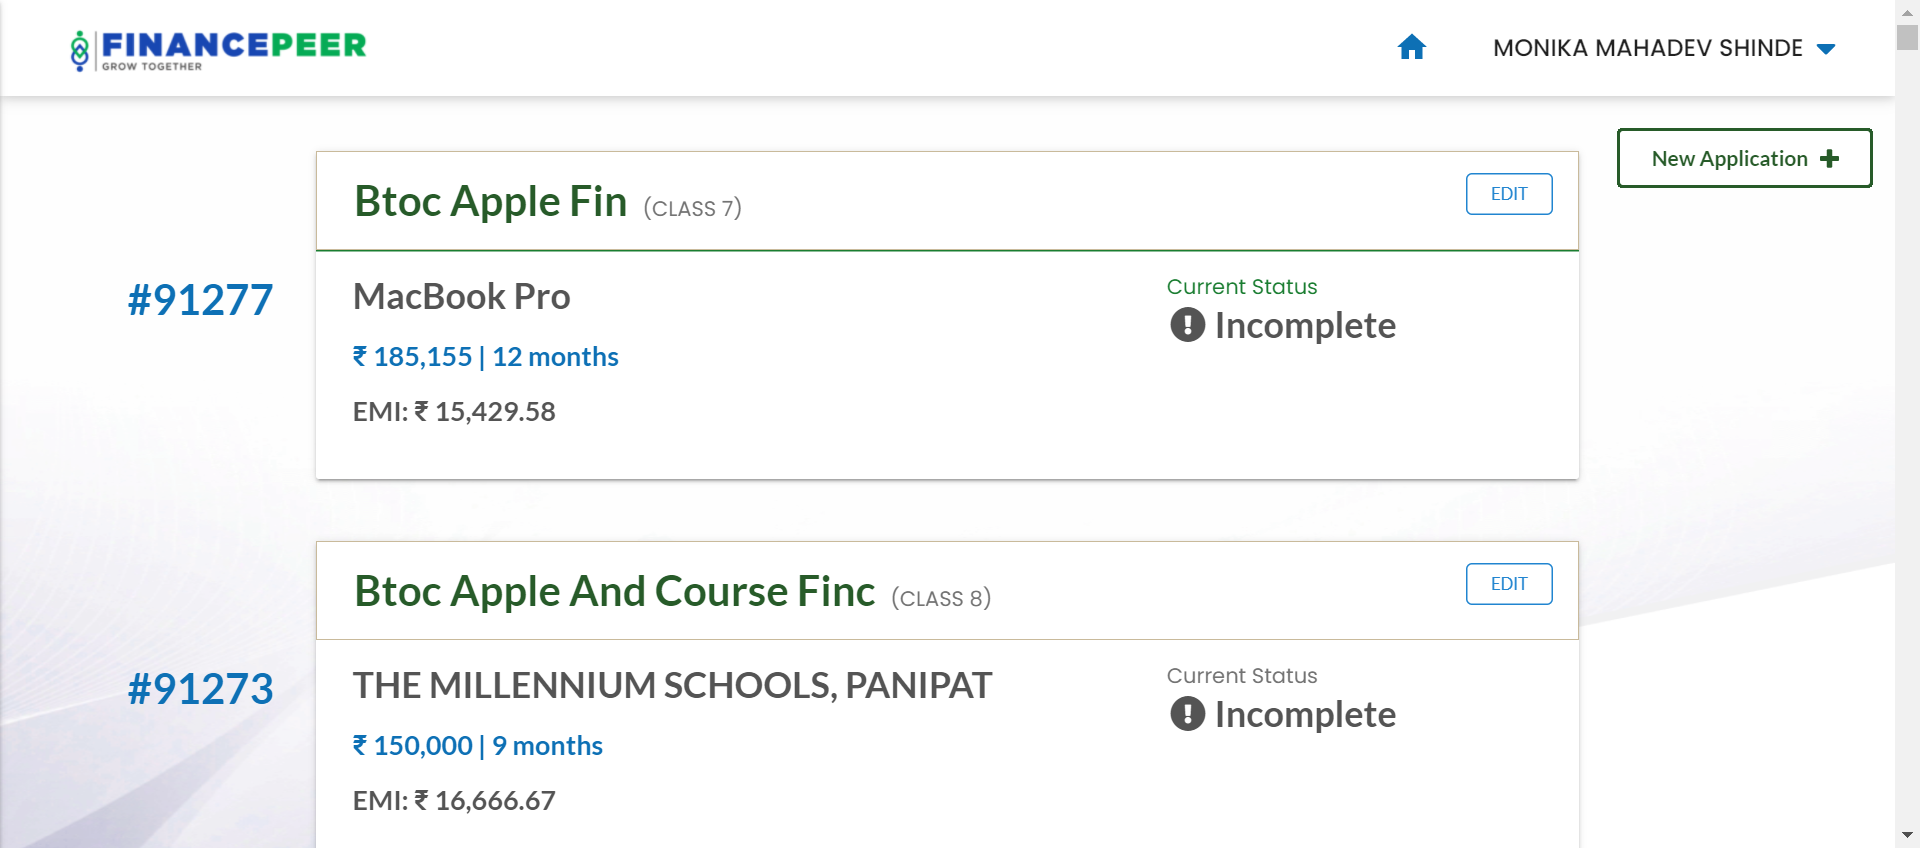 FINANCEPEER
GROW TOGETHER
MONIKA MAHADEV SHINDE
New Application
Btoc Apple Fin (CLASS 7)
EDIT
#91277
MacBook Pro
₹ 185,155 | 12 months
EMI: ₹ 15,429.58
Current Status
Incomplete
Btoc Apple And Course Finc (CLASS 8)
EDIT
#91273
THE MILLENNIUM SCHOOLS, PANIPAT
₹ 150,000 | 9 months
EMI: ₹ 16,666.67
Current Status
Incomplete